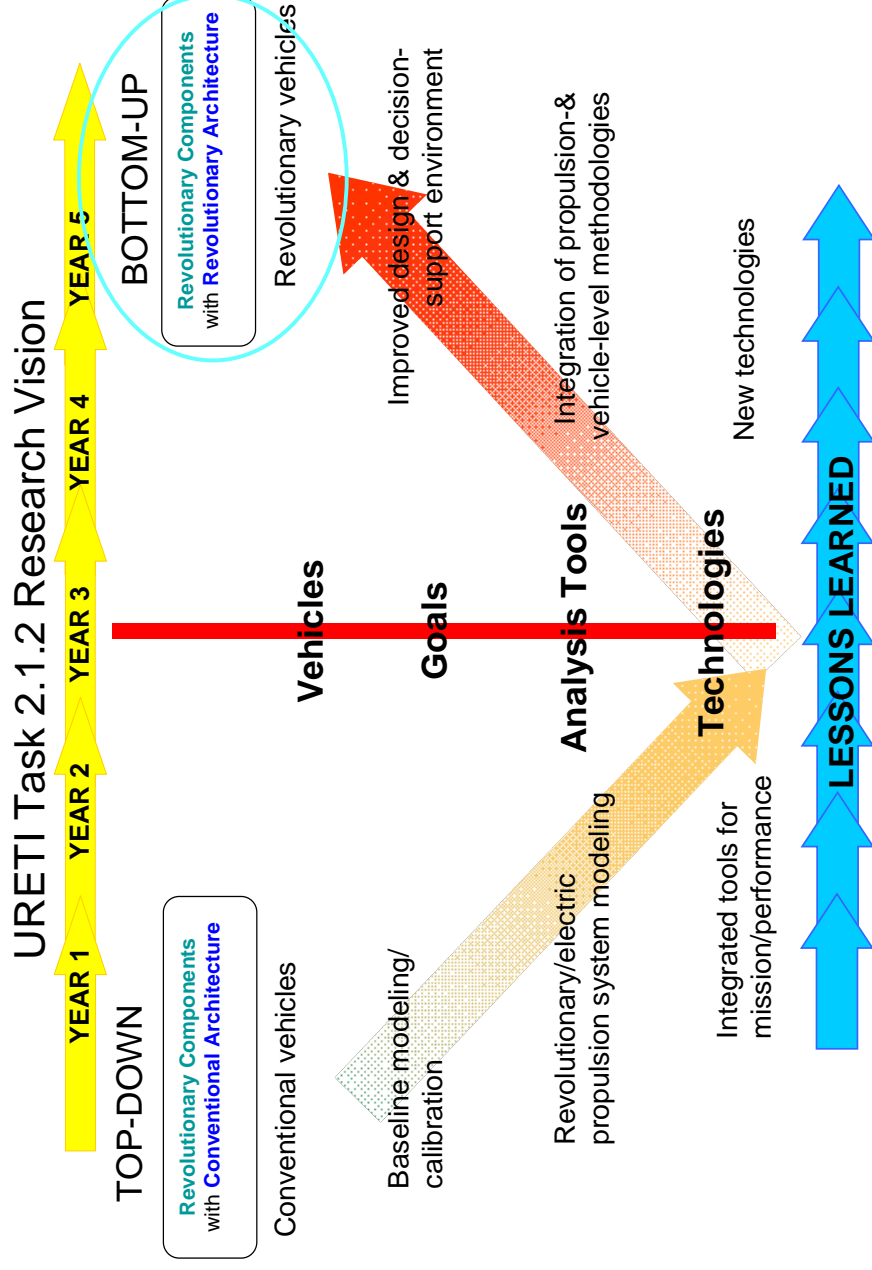 URETI Task 2.1.2 Research Vision
YEAR 1
YEAR 2
YEAR 3
YEAR 4
YEAR 5
TOP-DOWN
Revolutionary Components
with Conventional Architecture
Conventional vehicles
Baseline modeling/
calibration
Revolutionary/electric
propulsion system modeling
Integrated tools for
mission/performance
Vehicles
Goals
Analysis Tools
Technologies
BOTTOM-UP
Revolutionary Components
with Revolutionary Architecture
Revolutionary vehicles
Improved design & decision-
support environment
Integration of propulsion-&
vehicle-level methodologies
New technologies
LESSONS LEARNED